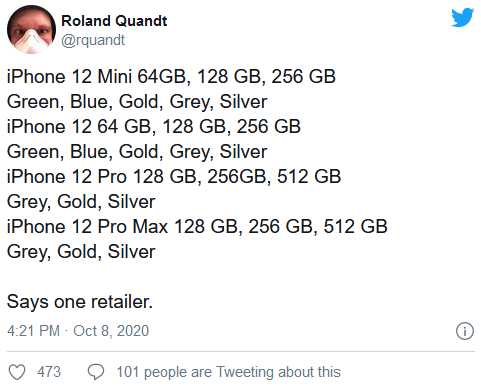 Roland Quandt
@rquandt
iPhone 12 Mini 64GB, 128 GB, 256 GB
Green, Blue, Gold, Grey, Silver
iPhone 12 64 GB, 128 GB, 256 GB
Green, Blue, Gold, Grey, Silver
iPhone 12 Pro 128 GB, 256GB, 512 GB
Grey, Gold, Silver
iPhone 12 Pro Max 128 GB, 256 GB, 512 GB
Grey, Gold, Silver
Says one retailer.
4:21 PM · Oct 8, 2020
473 101 people are Tweeting about this